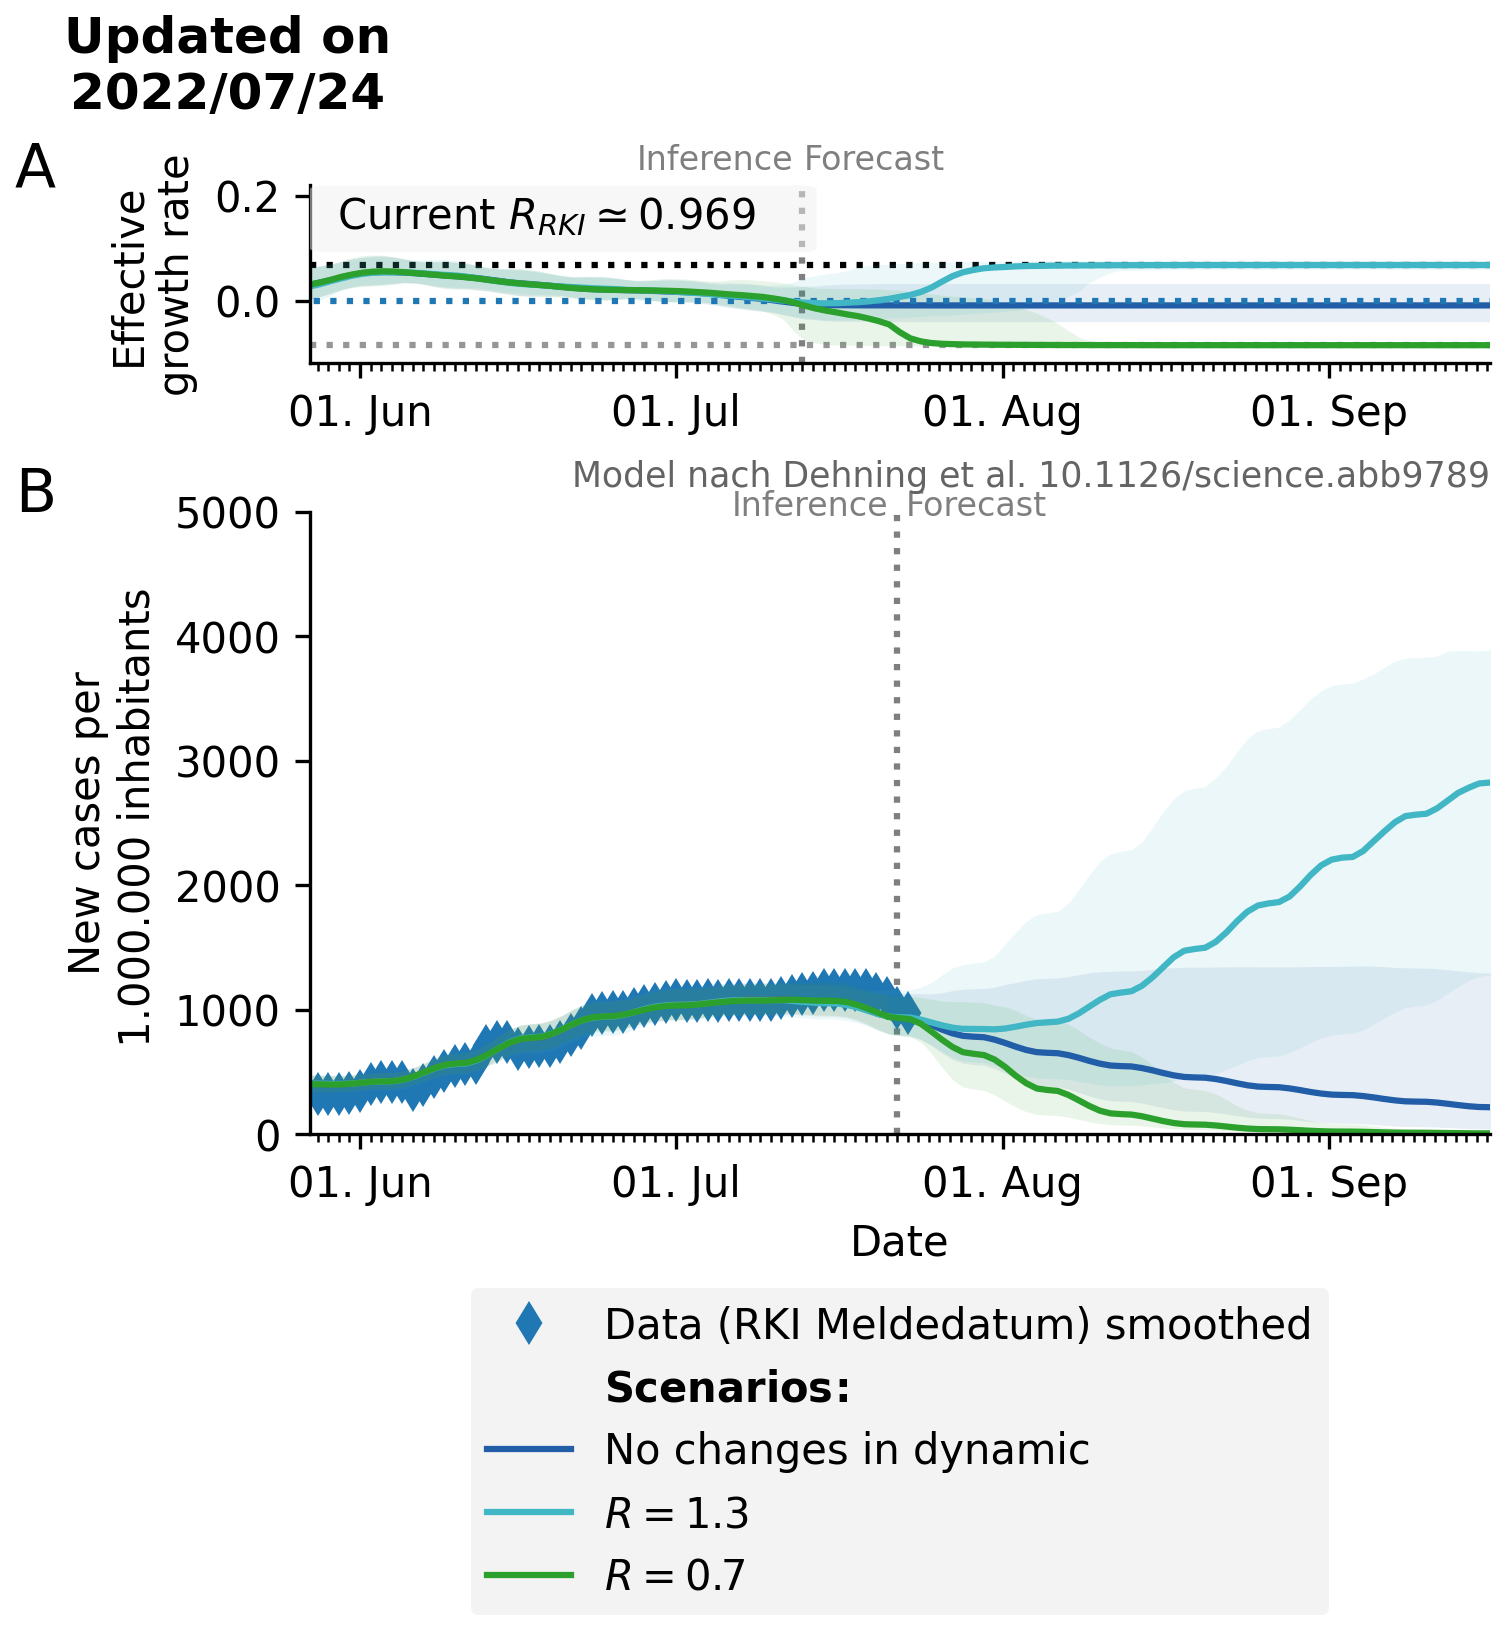 Updated on
2022/07/24
A
Effective
growth rate
Inference Forecast
0.2
0.0
Current R_RKI ≃ 0.969
01. Jun 01. Jul 01. Aug 01. Sep
B
Model nach Dehning et al. 10.1126/science.abb9789
Inference Forecast
New cases per
1.000.000 inhabitants
5000
4000
3000
2000
1000
0
01. Jun 01. Jul 01. Aug 01. Sep
Date
Data (RKI Meldedatum) smoothed
Scenarios:
No changes in dynamic
R = 1.3
R = 0.7